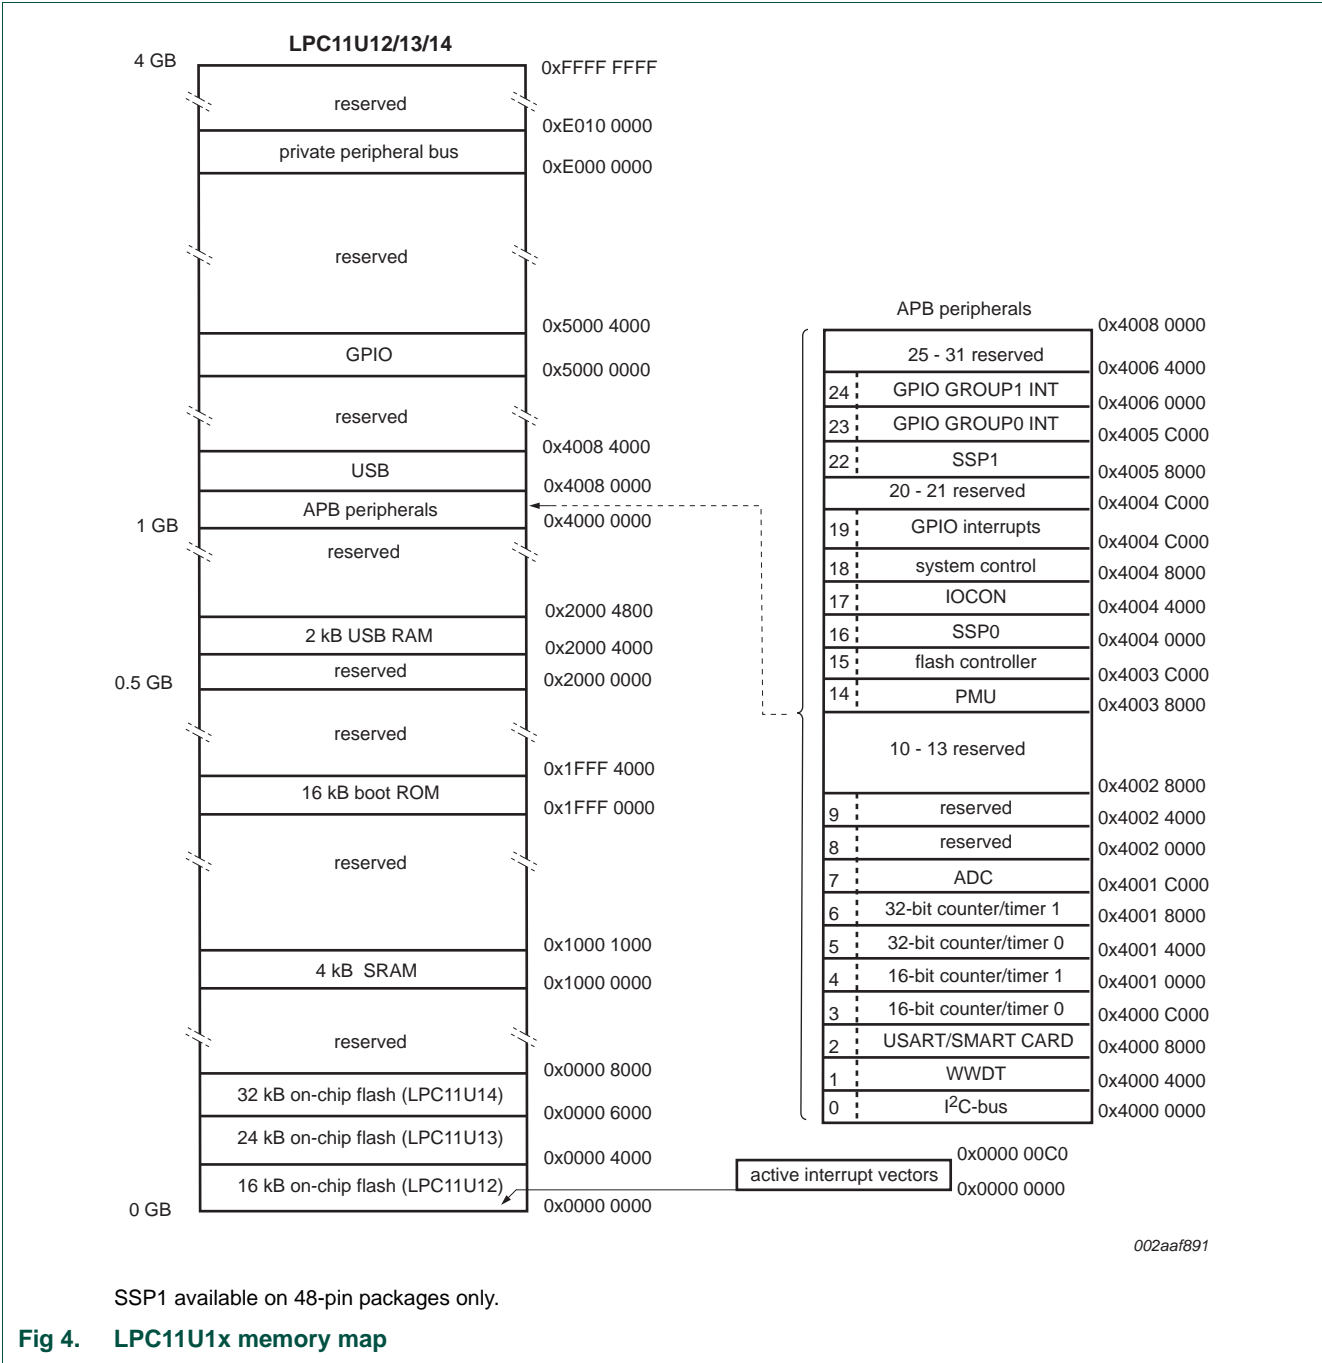 LPC11U12/13/14
4 GB
0xFFFF FFFF
reserved
0xE010 0000
private peripheral bus
0xE000 0000
reserved
0x5000 4000
GPIO
0x5000 0000
reserved
0x4008 4000
USB
0x4008 0000
APB peripherals
1 GB
0x4000 0000
reserved
0x2000 4800
2 kB USB RAM
0x2000 4000
reserved
0.5 GB
0x2000 0000
reserved
0x1FFF 4000
16 kB boot ROM
0x1FFF 0000
reserved
0x1000 1000
4 kB SRAM
0x1000 0000
reserved
0x0000 8000
32 kB on-chip flash (LPC11U14)
0x0000 6000
24 kB on-chip flash (LPC11U13)
0x0000 4000
16 kB on-chip flash (LPC11U12)
0 GB
0x0000 0000
APB peripherals
0x4008 0000
25 - 31 reserved
0x4006 4000
24 GPIO GROUP1 INT
0x4006 0000
23 GPIO GROUP0 INT
0x4005 C000
22 SSP1
0x4005 8000
20 - 21 reserved
0x4004 C000
19 GPIO interrupts
0x4004 C000
18 system control
0x4004 8000
17 IOCON
0x4004 4000
16 SSP0
0x4004 0000
15 flash controller
0x4003 C000
14 PMU
0x4003 8000
10 - 13 reserved
0x4002 8000
9 reserved
0x4002 4000
8 reserved
0x4002 0000
7 ADC
0x4001 C000
6 32-bit counter/timer 1
0x4001 8000
5 32-bit counter/timer 0
0x4001 4000
4 16-bit counter/timer 1
0x4001 0000
3 16-bit counter/timer 0
0x4000 C000
2 USART/SMART CARD
0x4000 8000
1 WWDT
0x4000 4000
0 I2C-bus
0x4000 0000
0x0000 00C0
active interrupt vectors
0x0000 0000
002aaf891
SSP1 available on 48-pin packages only.
Fig 4. LPC11U1x memory map